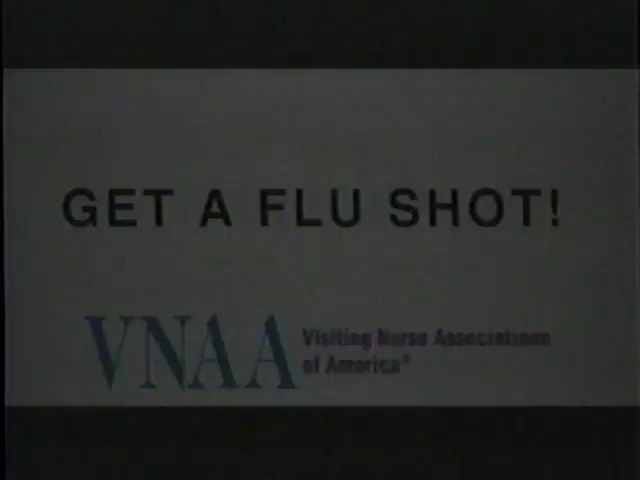 GET A FLU SHOT!
VNAA
Visiting Nurse Associations
of America®